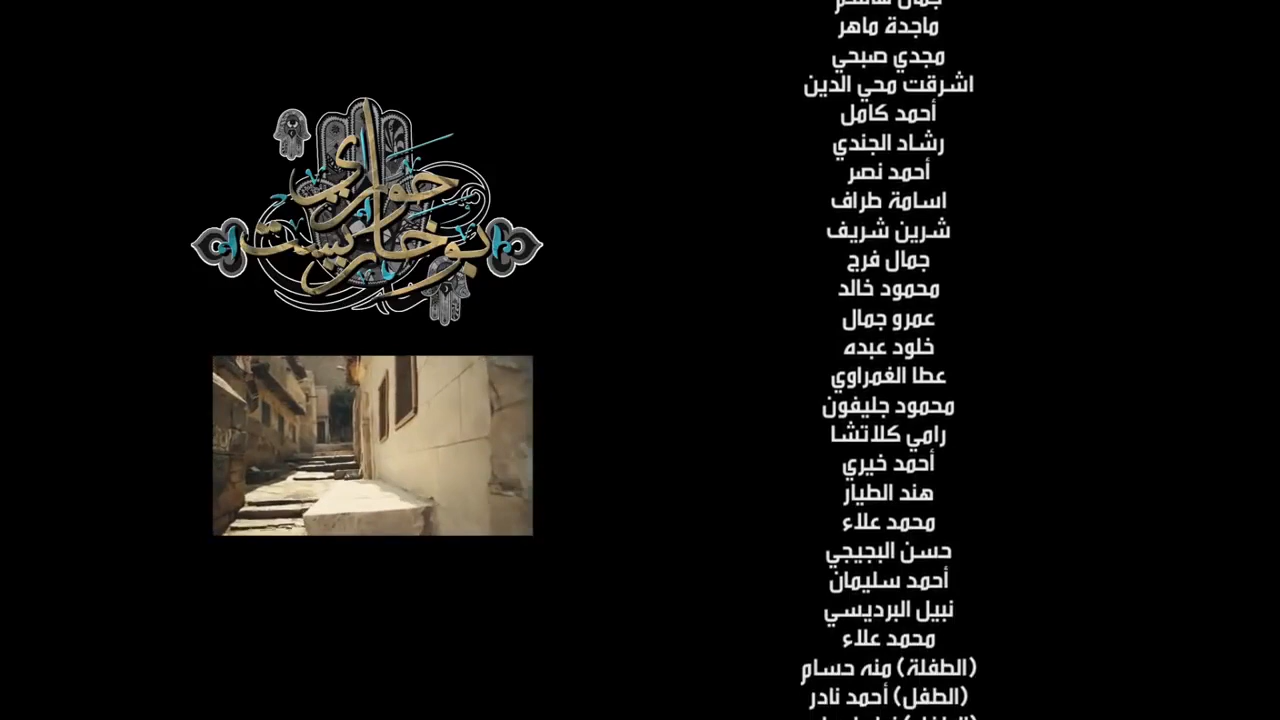 حواري
بوخارست
ماجدة ماهر
مجدي صبحي
اشرقت محي الدين
أحمد كامل
رشاد الجندي
أحمد نصر
اسامة طراف
شرين شريف
جمال فرج
محمود خالد
عمرو جمال
خلود عبده
عطا الغمراوي
محمود جليفون
رامي كلاتشا
أحمد خيري
هند الطيار
محمد علاء
حسن البجيجي
أحمد سليمان
نبيل البرديسي
محمد علاء
(الطفلة) منه حسام
(الطفل) أحمد نادر